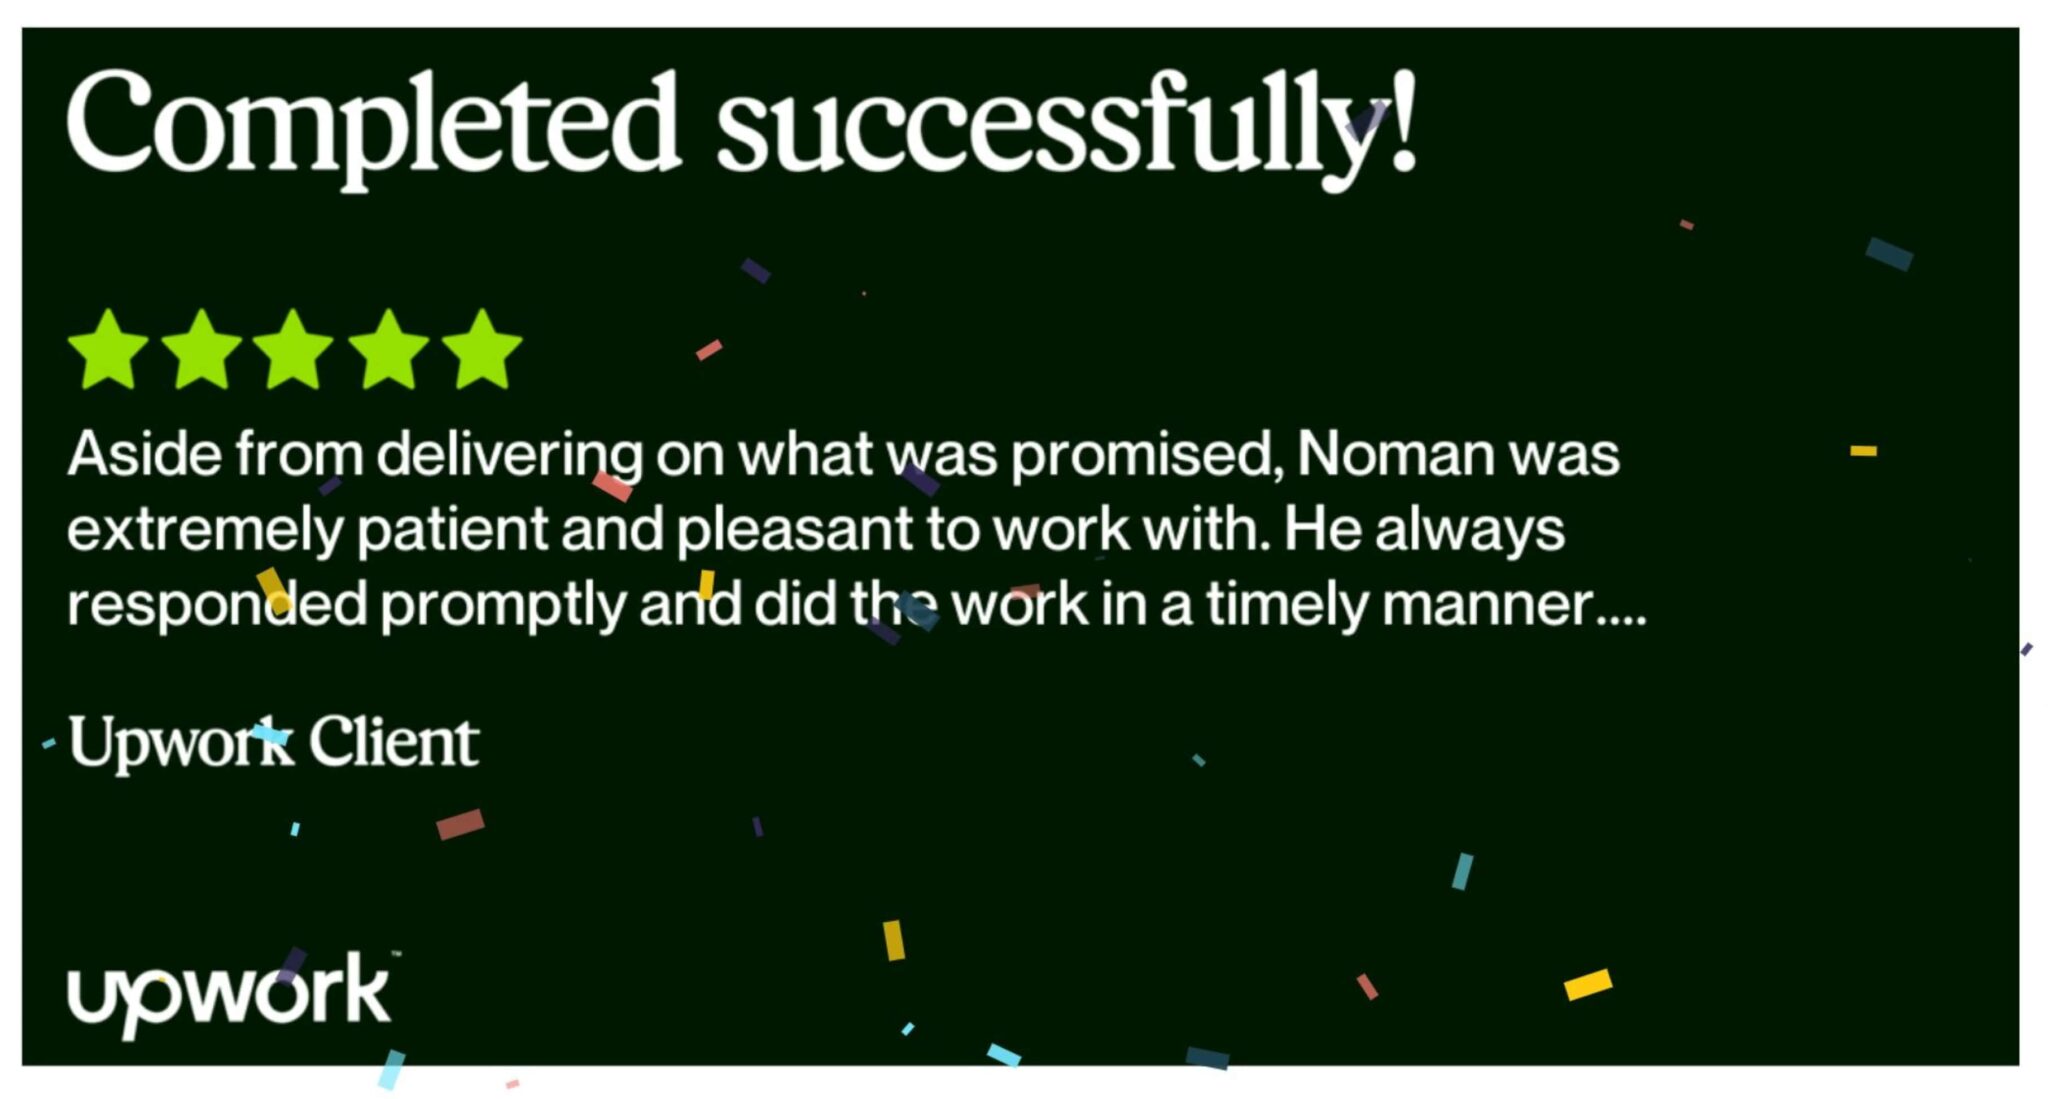 Completed successfully!
Aside from delivering on what was promised, Noman was
extremely patient and pleasant to work with. He always
responded promptly and did the work in a timely manner....
Upwork Client
upwork™